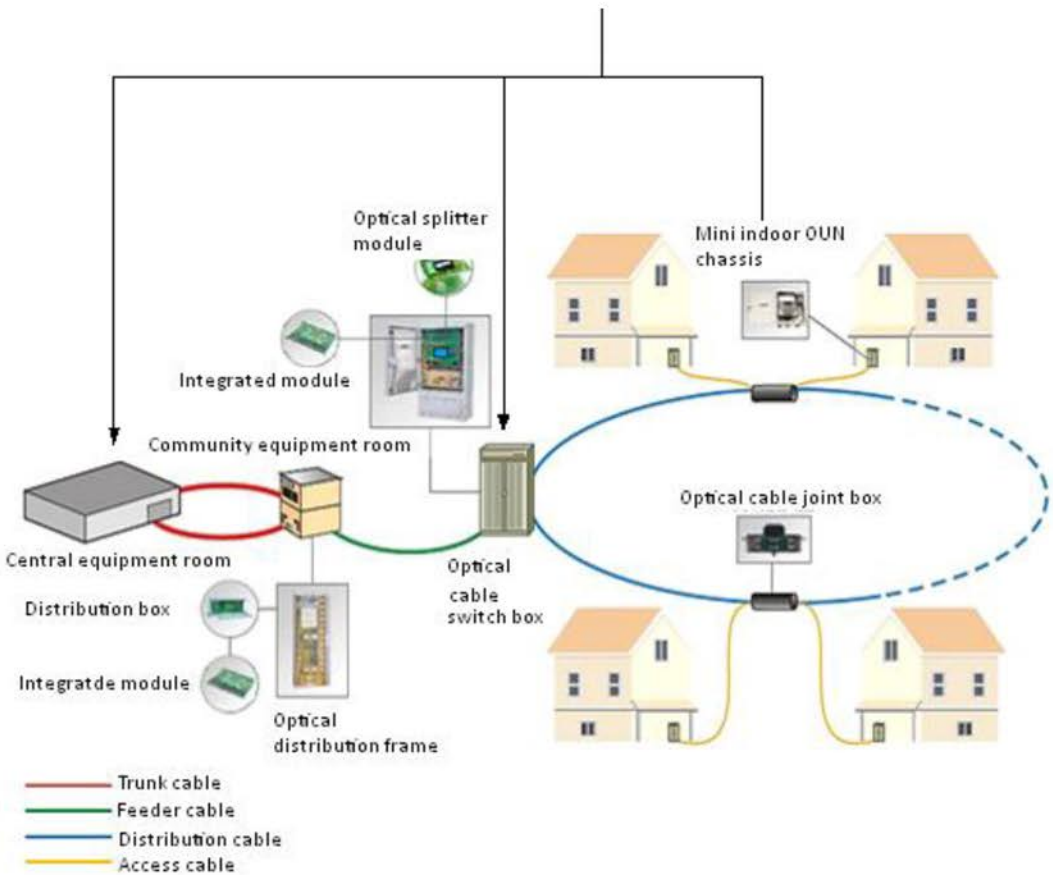 Optical splitter
module
Mini indoor OUN
chassis
Integrated module
Community equipment room
Optical cable joint box
Central equipment room
Optical
cable
switch box
Distribution box
Integratde module
Optical
distribution frame
Trunk cable
Feeder cable
Distribution cable
Access cable